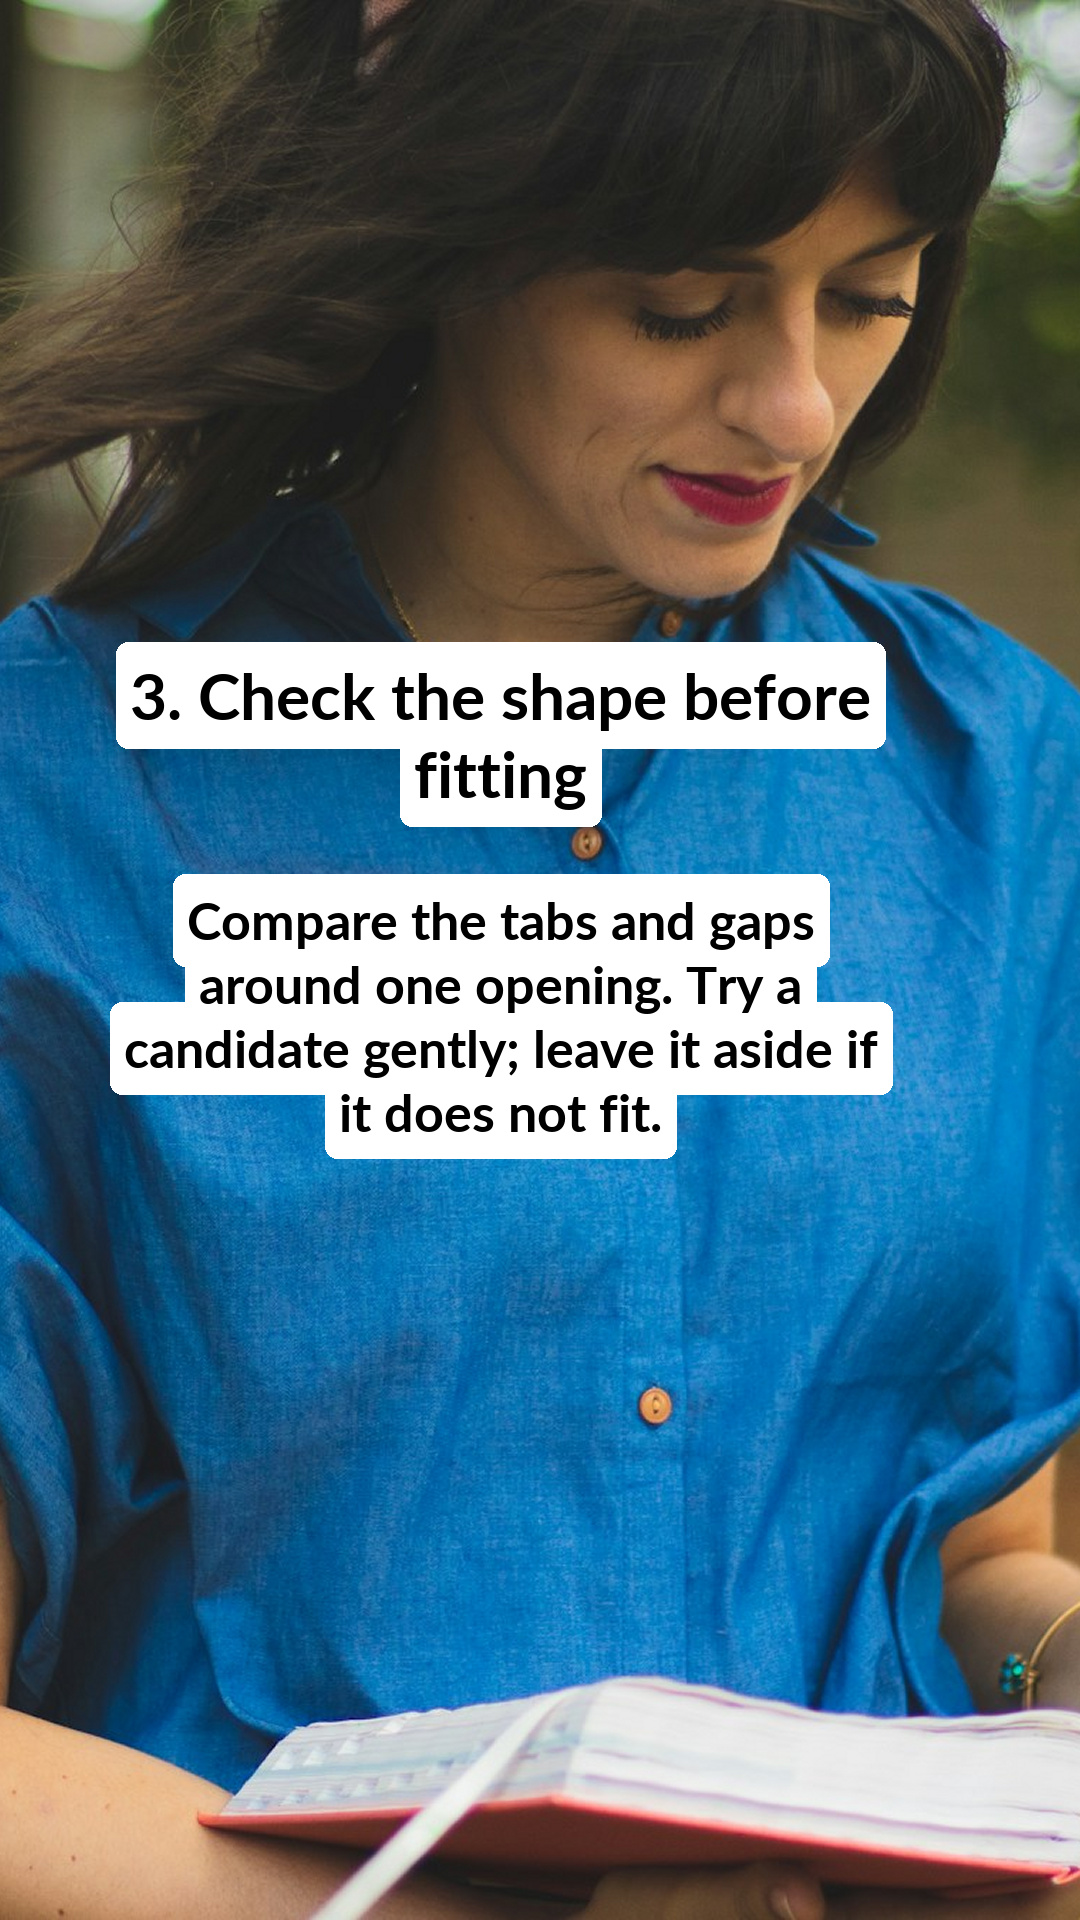 3. Check the shape before
fitting
Compare the tabs and gaps
around one opening. Try a
candidate gently; leave it aside if
it does not fit.